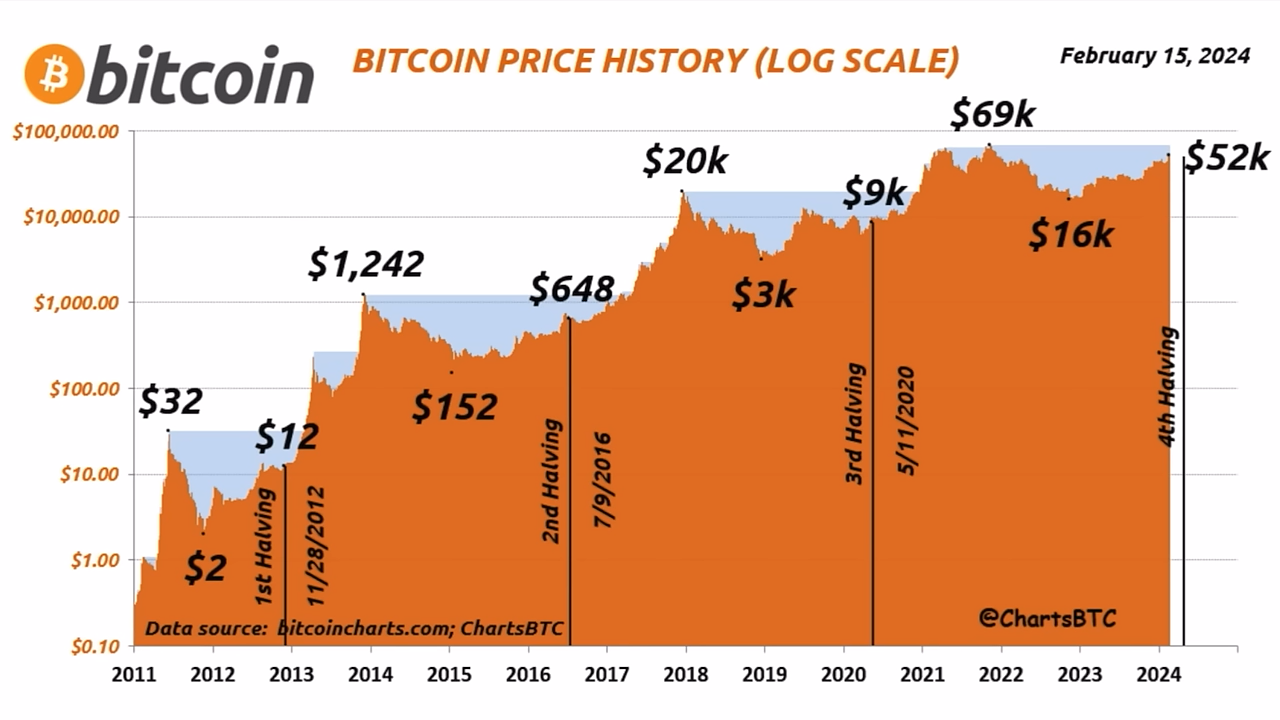 bitcoin
BITCOIN PRICE HISTORY (LOG SCALE)
February 15, 2024
$100,000.00
$10,000.00
$1,000.00
$100.00
$10.00
$1.00
$0.10
$32
$2
$12
$1,242
$152
$648
$20k
$3k
$9k
$69k
$16k
$52k
1st Halving
11/28/2012
2nd Halving
7/9/2016
3rd Halving
5/11/2020
4th Halving
Data source: bitcoincharts.com; ChartsBTC
@ChartsBTC
2011 2012 2013 2014 2015 2016 2017 2018 2019 2020 2021 2022 2023 2024